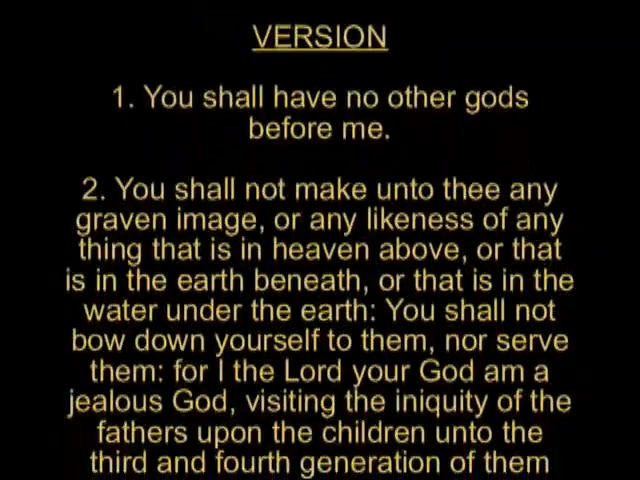 VERSION
1. You shall have no other gods
before me.
2. You shall not make unto thee any
graven image, or any likeness of any
thing that is in heaven above, or that
is in the earth beneath, or that is in the
water under the earth: You shall not
bow down yourself to them, nor serve
them: for I the Lord your God am a
jealous God, visiting the iniquity of the
fathers upon the children unto the
third and fourth generation of them